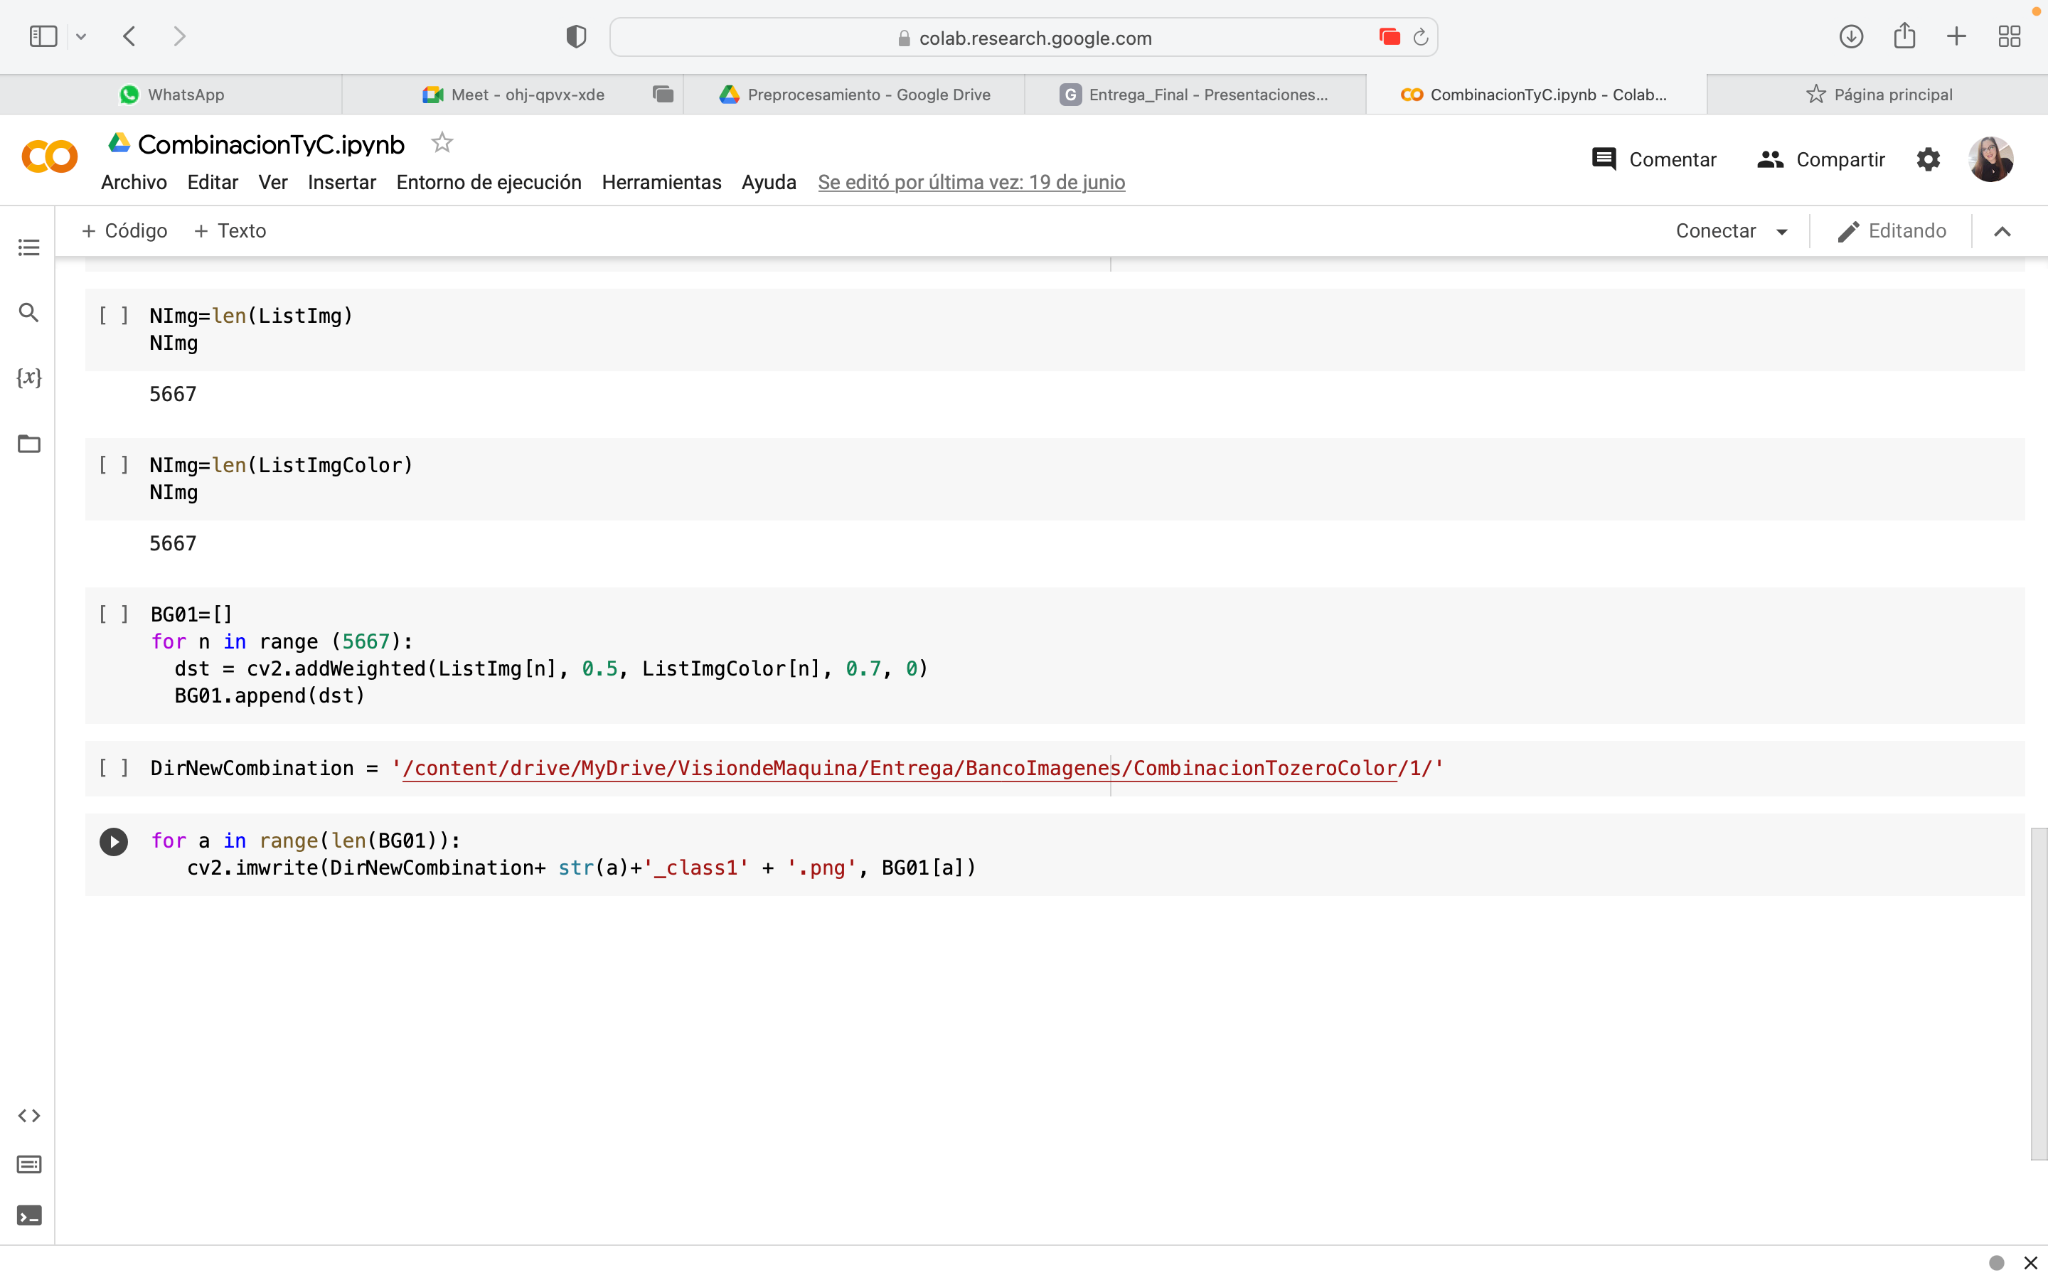 colab.research.google.com
WhatsApp
Meet - ohj-qpvx-xde
Preprocesamiento - Google Drive
G Entrega_Final - Presentaciones...
CombinacionTyC.ipynb - Colab...
Página principal
CombinacionTyC.ipynb
Comentar
Compartir
Archivo Editar Ver Insertar Entorno de ejecución Herramientas Ayuda Se editó por última vez: 19 de junio
+ Código + Texto
Conectar
Editando
{x}
[ ] NImg=len(ListImg)
NImg
5667
[ ] NImg=len(ListImgColor)
NImg
5667
[ ] BG01=[]
for n in range (5667):
dst = cv2.addWeighted(ListImg[n], 0.5, ListImgColor[n], 0.7, 0)
BG01.append(dst)
[ ] DirNewCombination = '/content/drive/MyDrive/VisiondeMaquina/Entrega/BancoImagenes/CombinacionTozeroColor/1/'
for a in range(len(BG01)):
cv2.imwrite(DirNewCombination+ str(a)+'_class1' + '.png', BG01[a])